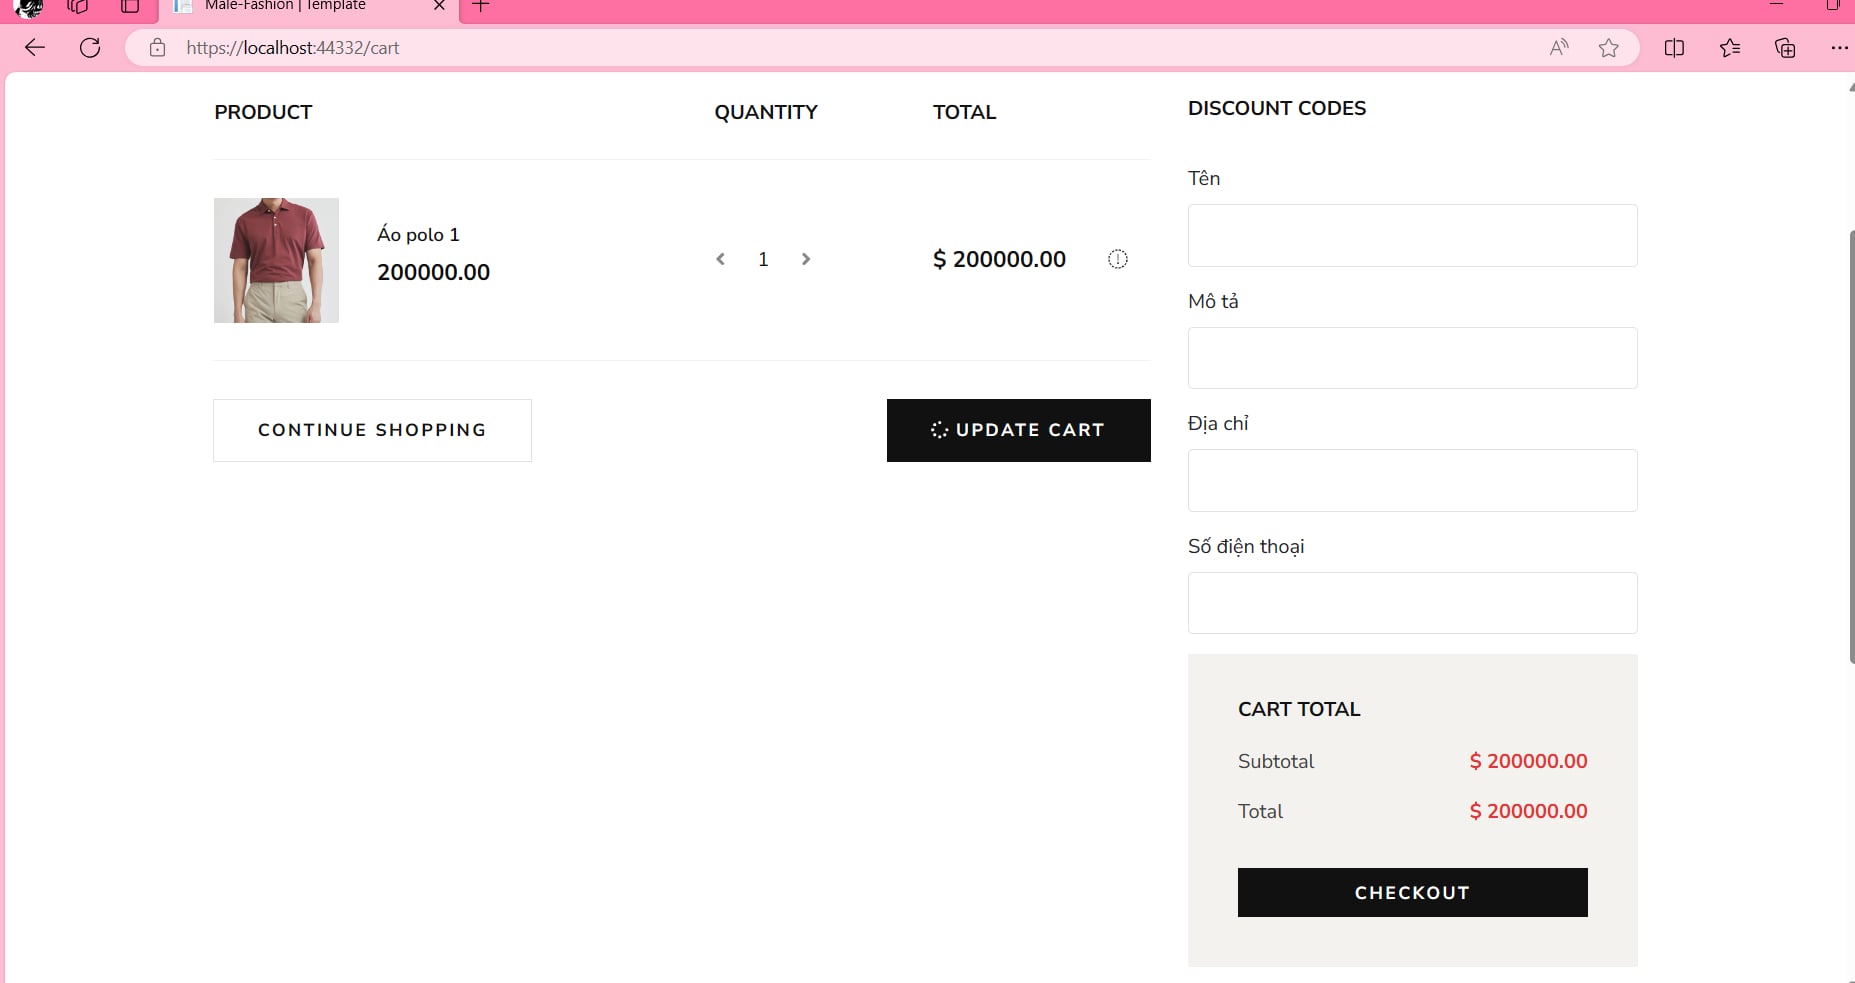 Male-Fashion | Template
https://localhost:44332/cart
PRODUCT
QUANTITY
TOTAL
Áo polo 1
200000.00
1
$ 200000.00
CONTINUE SHOPPING
UPDATE CART
DISCOUNT CODES
Tên
Mô tả
Địa chỉ
Số điện thoại
CART TOTAL
Subtotal
$ 200000.00
Total
$ 200000.00
CHECKOUT